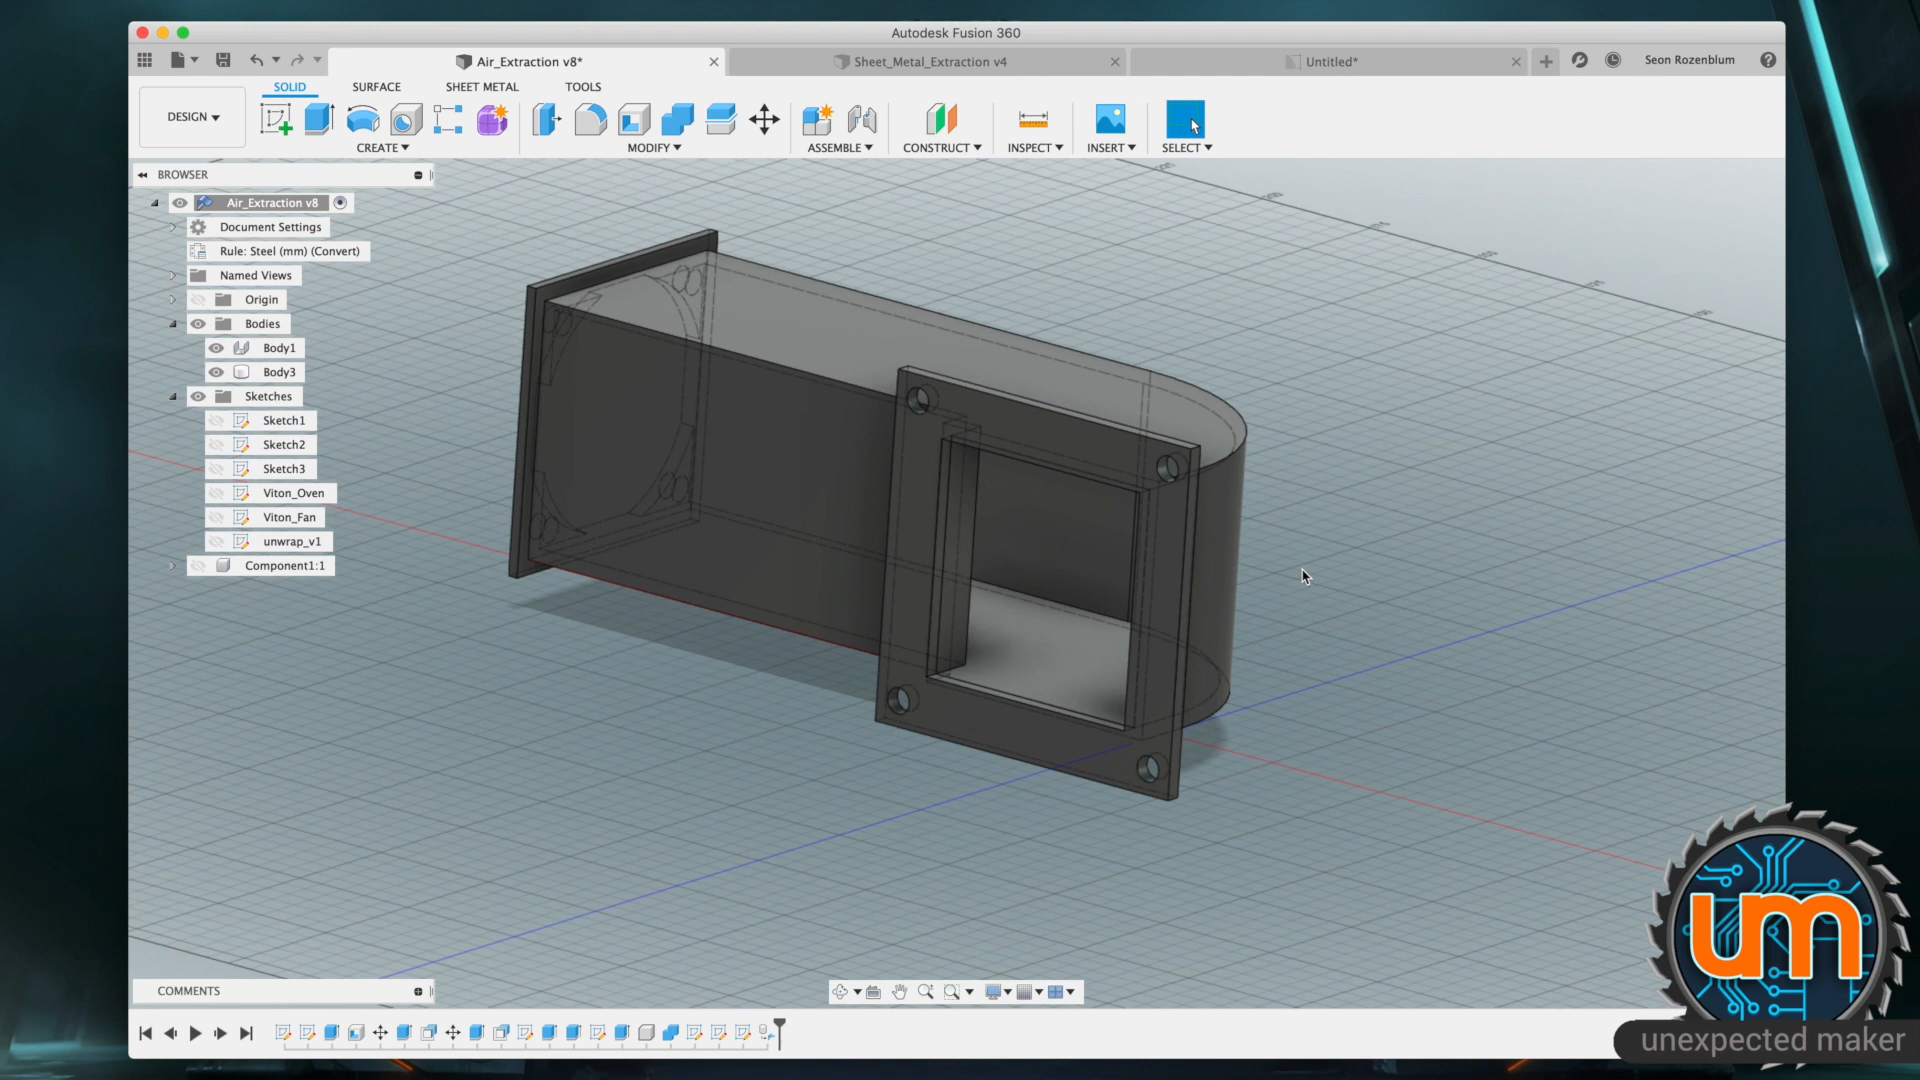 Autodesk Fusion 360
Air_Extraction v8*
Sheet_Metal_Extraction v4
Untitled*
Seon Rozenblum
SOLID
SURFACE
SHEET METAL
TOOLS
DESIGN
CREATE
MODIFY
ASSEMBLE
CONSTRUCT
INSPECT
INSERT
SELECT
BROWSER
Air_Extraction v8
Document Settings
Rule: Steel (mm) (Convert)
Named Views
Origin
Bodies
Body1
Body3
Sketches
Sketch1
Sketch2
Sketch3
Viton_Oven
Viton_Fan
unwrap_v1
Component1:1
COMMENTS
um
unexpected maker